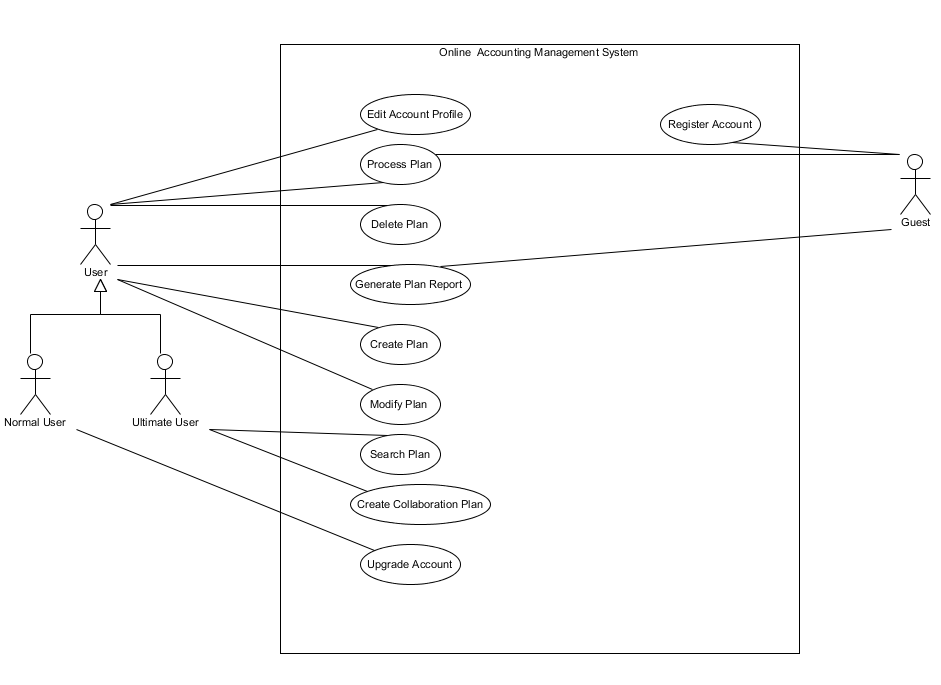 Online  Accounting Management System
Edit Account Profile
Register Account
Process Plan
Delete Plan
Guest
User
Generate Plan Report
Create Plan
Modify Plan
Normal User
Ultimate User
Search Plan
Create Collaboration Plan
Upgrade Account